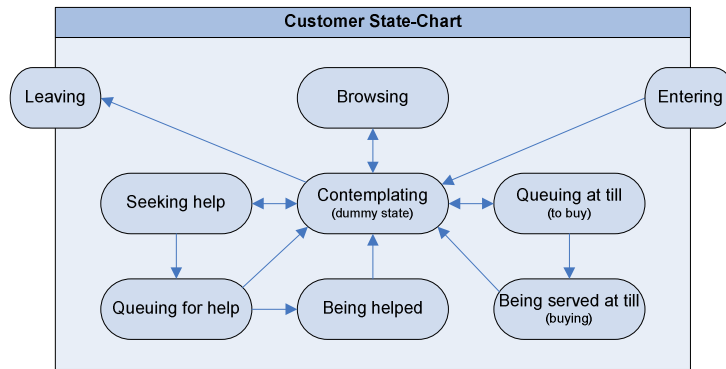 Customer State-Chart
Leaving
Browsing
Entering
Seeking help
Contemplating
(dummy state)
Queuing at till
(to buy)
Queuing for help
Being helped
Being served at till
(buying)